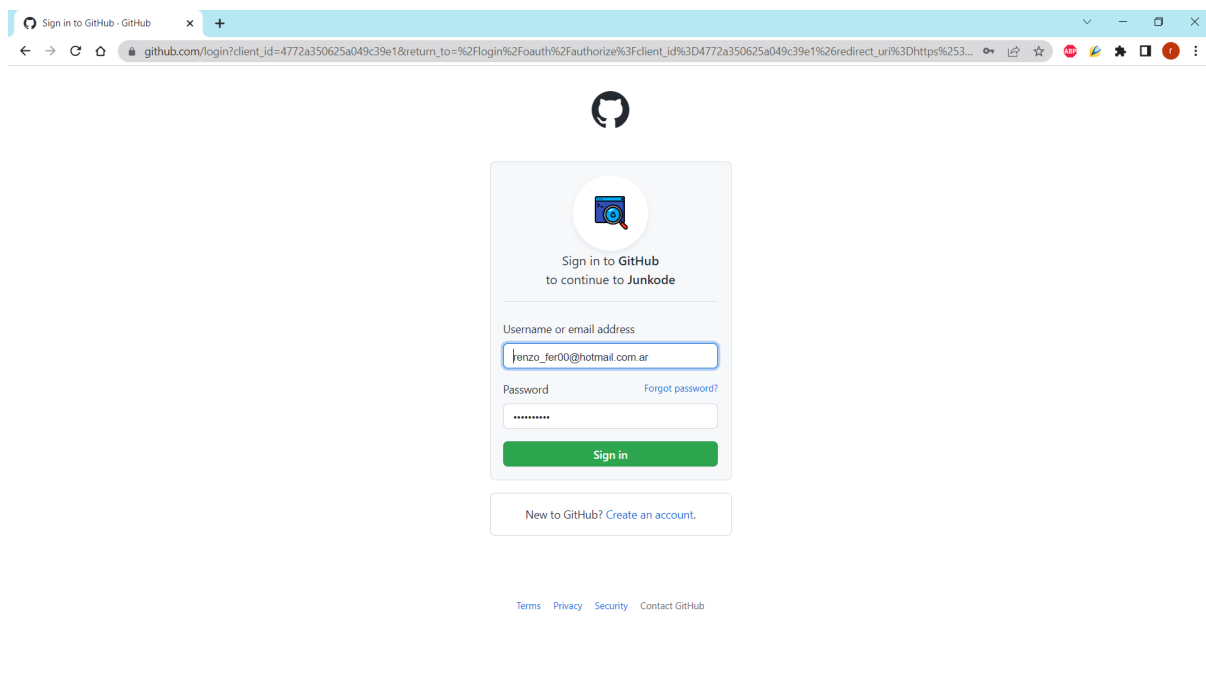 Sign in to GitHub · GitHub
github.com/login?client_id=4772a350625a049c39e1&return_to=%2Flogin%2Foauth%2Fauthorize%3Fclient_id%3D4772a350625a049c39e1%26redirect_uri%3Dhttps%253...
ABP
r
Sign in to GitHub
to continue to Junkode
Username or email address
renzo_fer00@hotmail.com.ar
Password Forgot password?
••••••••••
Sign in
New to GitHub? Create an account.
Terms Privacy Security Contact GitHub